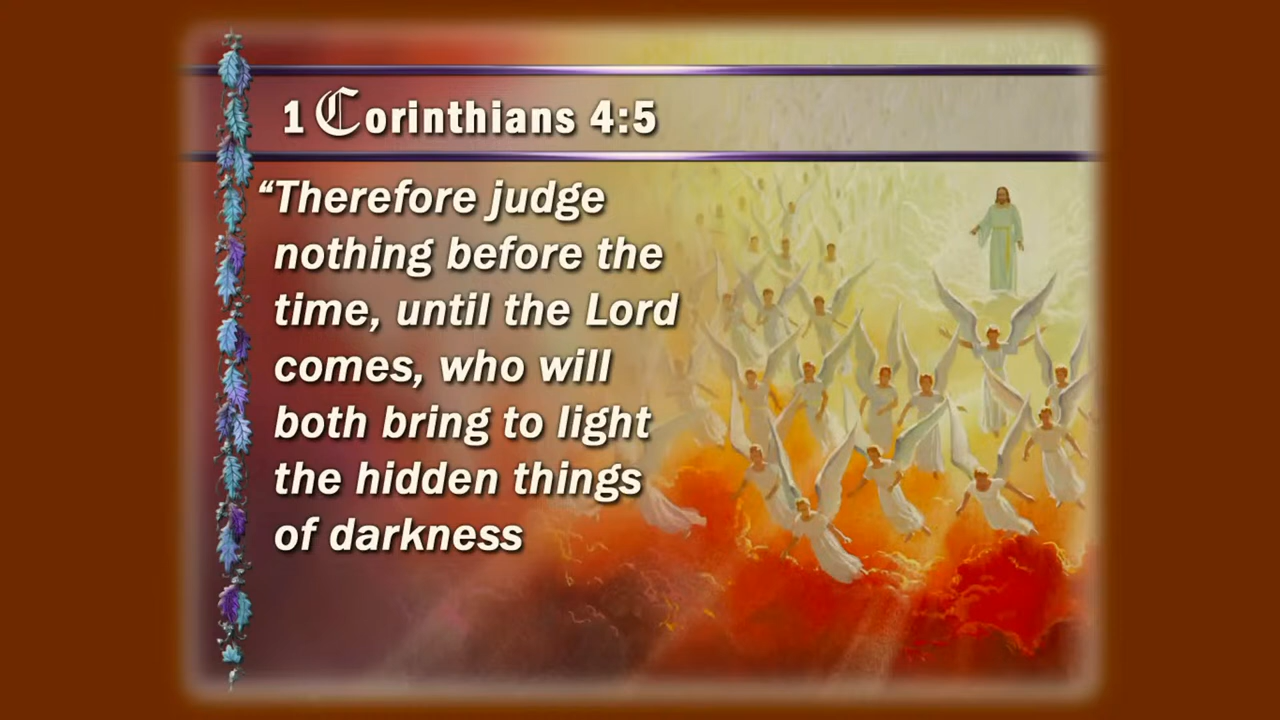 1 Corinthians 4:5
“Therefore judge
nothing before the
time, until the Lord
comes, who will
both bring to light
the hidden things
of darkness